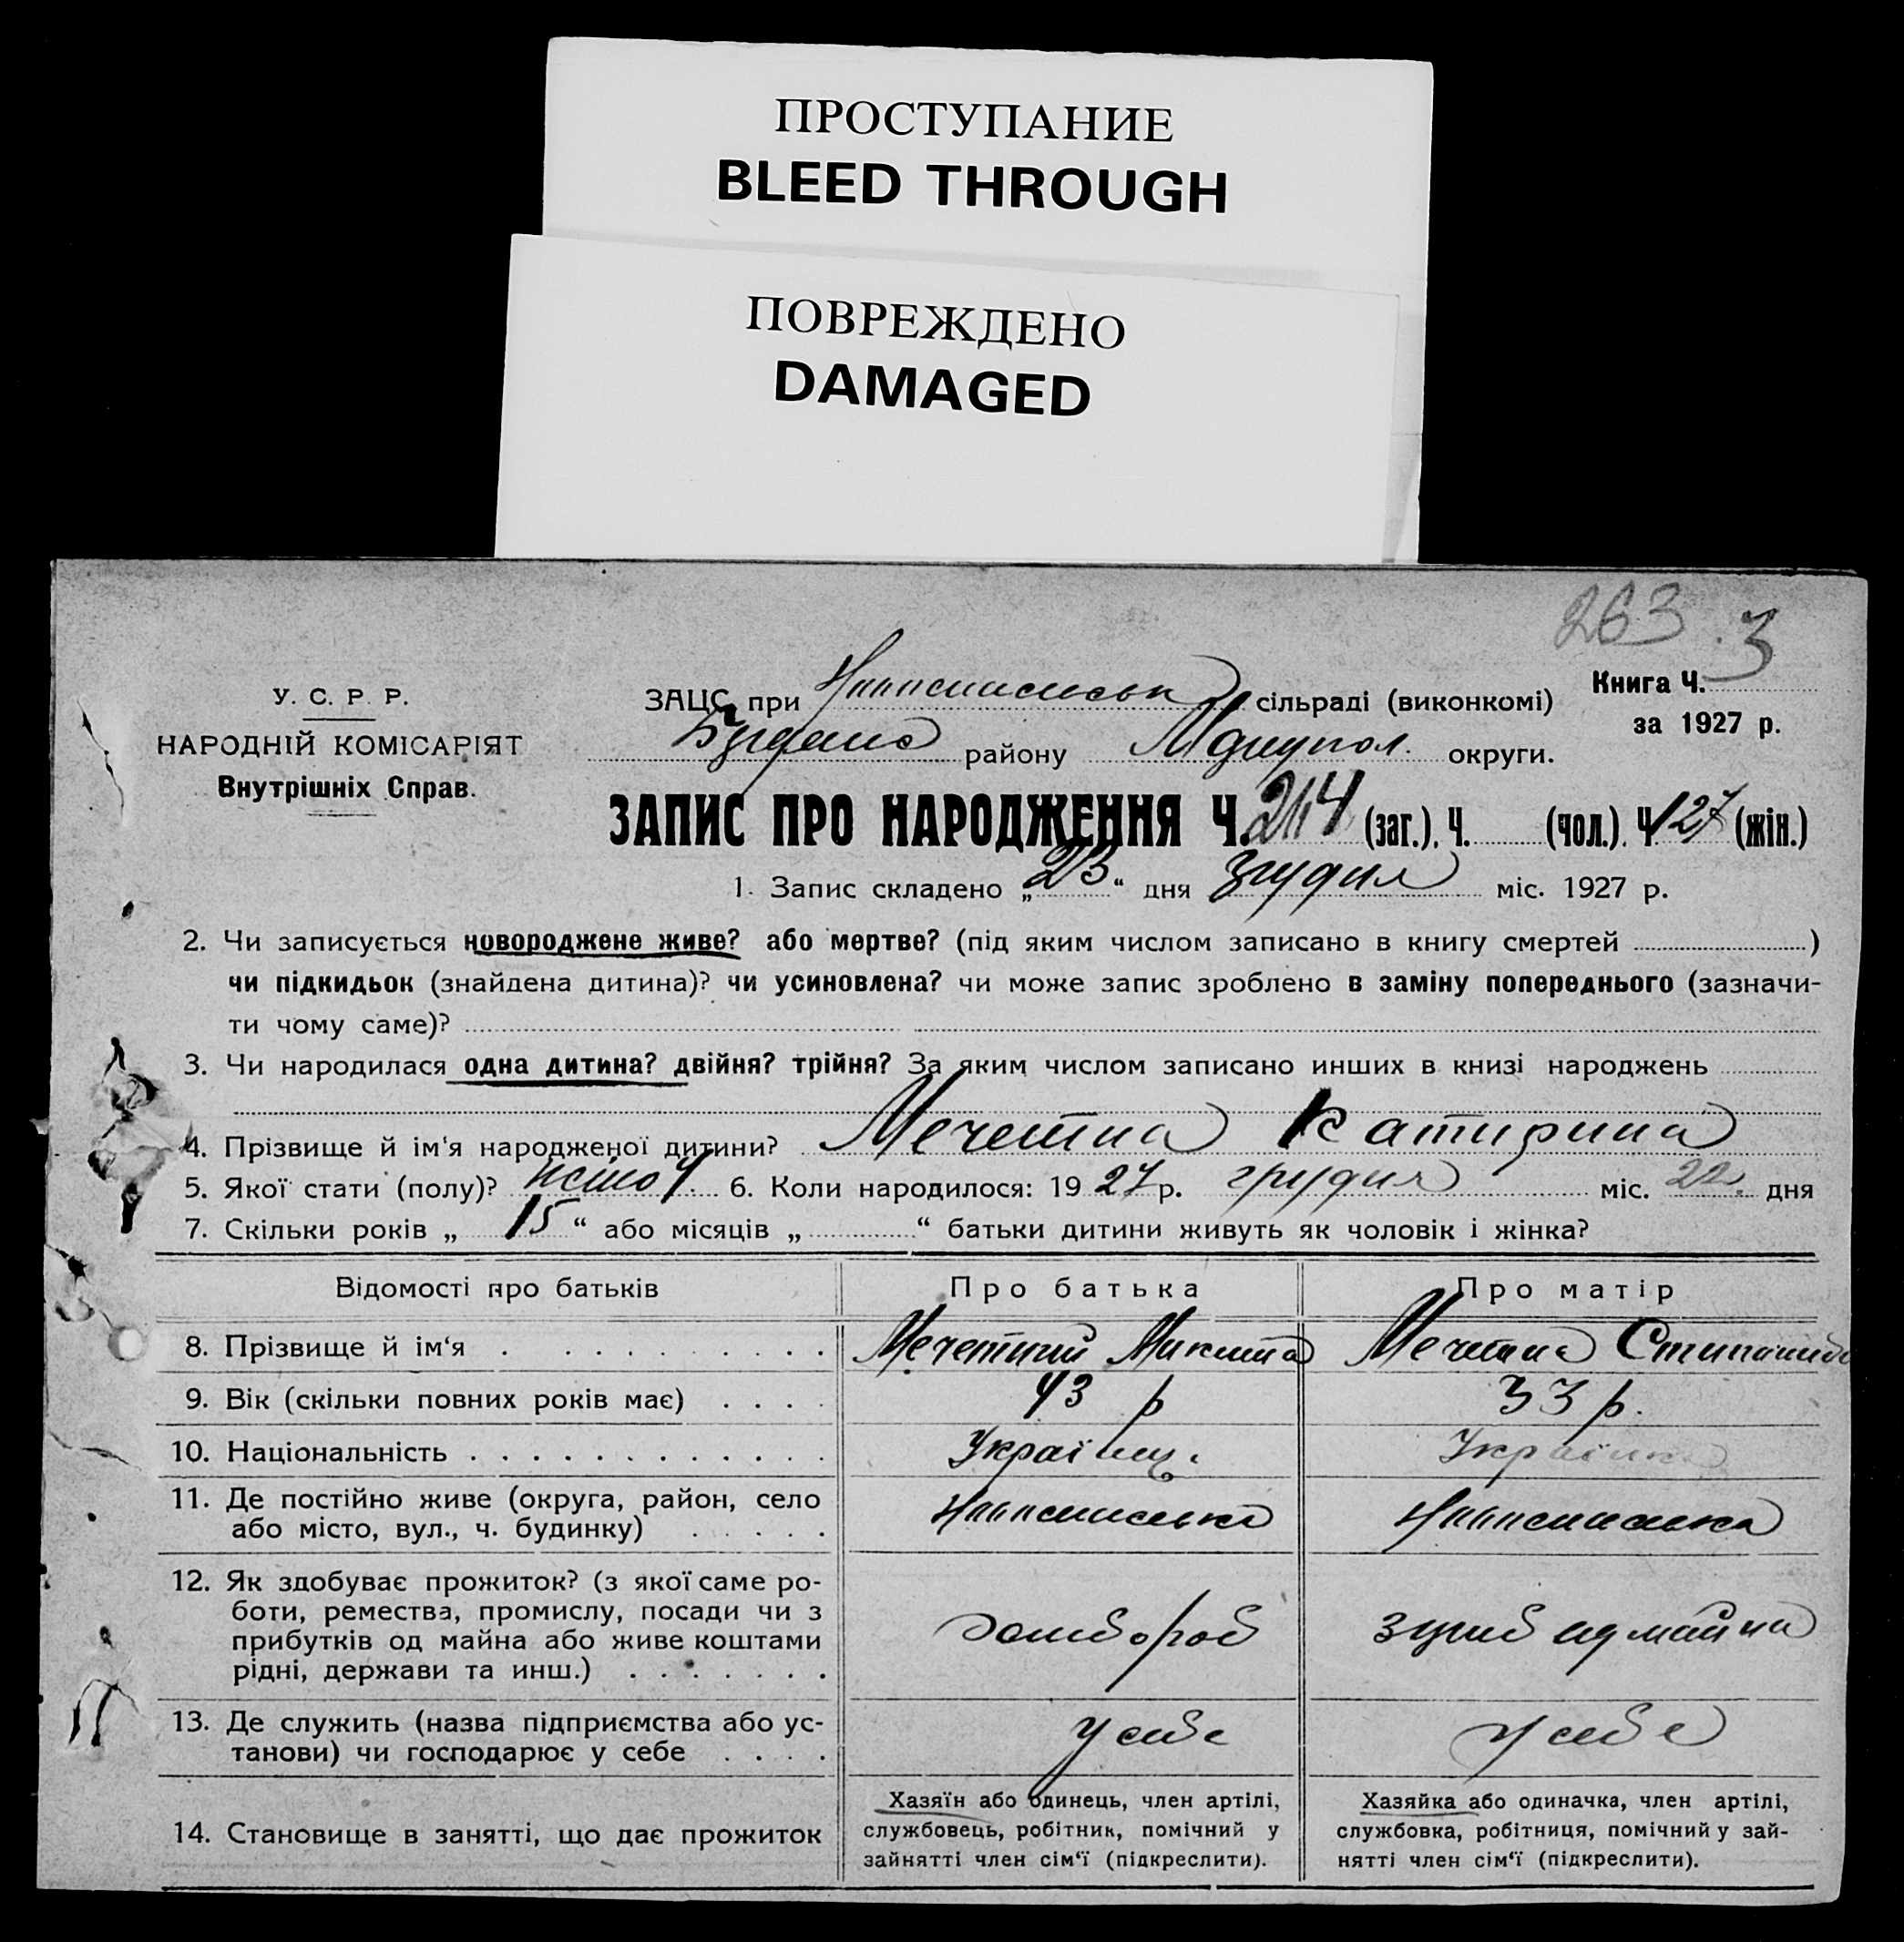 ПРОСТУПАНИЕ
BLEED THROUGH
ПОВРЕЖДЕНО
DAMAGED
263 3
У. С. Р. Р.
НАРОДНІЙ КОМІСАРІЯТ
Внутрішніх Справ.
ЗАЦС при сільраді (виконкомі)
району Маріупол. округи.
Книга Ч.
за 1927 р.
ЗАПИС ПРО НАРОДЖЕННЯ Ч. 244 (заг.). Ч. (чол.). Ч 127 (жін.)
1. Запис складено „23“ дня грудня міс. 1927 р.
2. Чи записується новороджене живе? або мертве? (під яким числом записано в книгу смертей )
чи підкидьок (знайдена дитина)? чи усиновлена? чи може запис зроблено в заміну попереднього (зазначи-
ти чому саме)?
3. Чи народилася одна дитина? двійня? трійня? За яким числом записано инших в книзі народжень
4. Прізвище й ім‘я народженої дитини? Мечетна Катирина
5. Якої стати (полу)? жіноч. 6. Коли народилося: 1927 р. грудня міс. 22. дня
7. Скільки років „ 15 “ або місяців „ “ батьки дитини живуть як чоловік і жінка?
Відомості про батьків Про батька Про матір
8. Прізвище й ім‘я Мечетний Микита Мечетна
9. Вік (скільки повних років має) 43 р 33 р.
10. Національність Українц. Українка
11. Де постійно живе (округа, район, село
або місто, вул., ч. будинку)
12. Як здобуває прожиток? (з якої саме ро-
боти, ремества, промислу, посади чи з
прибутків од майна або живе коштами
рідні, держави та инш.)
13. Де служить (назва підприємства або ус-
танови) чи господарює у себе у себе у себе
14. Становище в занятті, що дає прожиток
Хазяїн або одинець, член артілі,
службовець, робітник, помічний у
зайнятті член сім‘ї (підкреслити).
Хазяйка або одиначка, член артілі,
службовка, робітниця, помічний у зай-
нятті член сім‘ї (підкреслити).